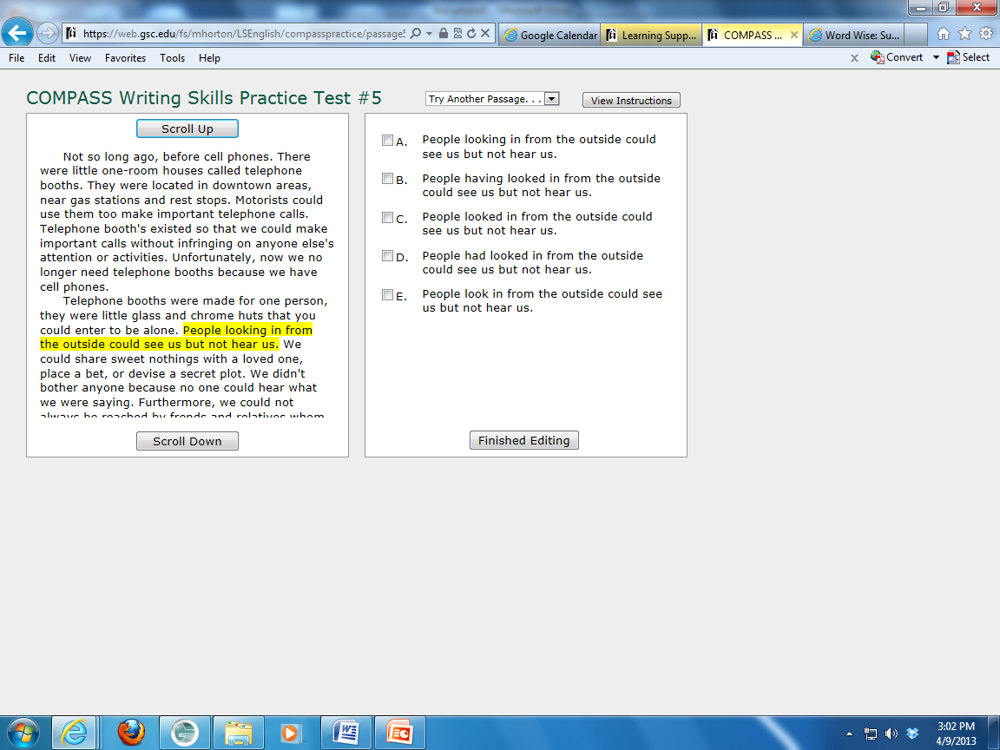 https://web.gsc.edu/fs/mhorton/LSEnglish/compasspractice/passage5
Google Calendar
Learning Supp...
COMPASS ...
Word Wise: Su...
File Edit View Favorites Tools Help
Convert Select
COMPASS Writing Skills Practice Test #5
Try Another Passage. . .
View Instructions
Scroll Up
Not so long ago, before cell phones. There
were little one-room houses called telephone
booths. They were located in downtown areas,
near gas stations and rest stops. Motorists could
use them too make important telephone calls.
Telephone booth's existed so that we could make
important calls without infringing on anyone else's
attention or activities. Unfortunately, now we no
longer need telephone booths because we have
cell phones.
Telephone booths were made for one person,
they were little glass and chrome huts that you
could enter to be alone. People looking in from
the outside could see us but not hear us. We
could share sweet nothings with a loved one,
place a bet, or devise a secret plot. We didn't
bother anyone because no one could hear what
we were saying. Furthermore, we could not
always be reached by frends and relatives whom
Scroll Down
A. People looking in from the outside could
see us but not hear us.
B. People having looked in from the outside
could see us but not hear us.
C. People looked in from the outside could
see us but not hear us.
D. People had looked in from the outside
could see us but not hear us.
E. People look in from the outside could see
us but not hear us.
Finished Editing
3:02 PM
4/9/2013